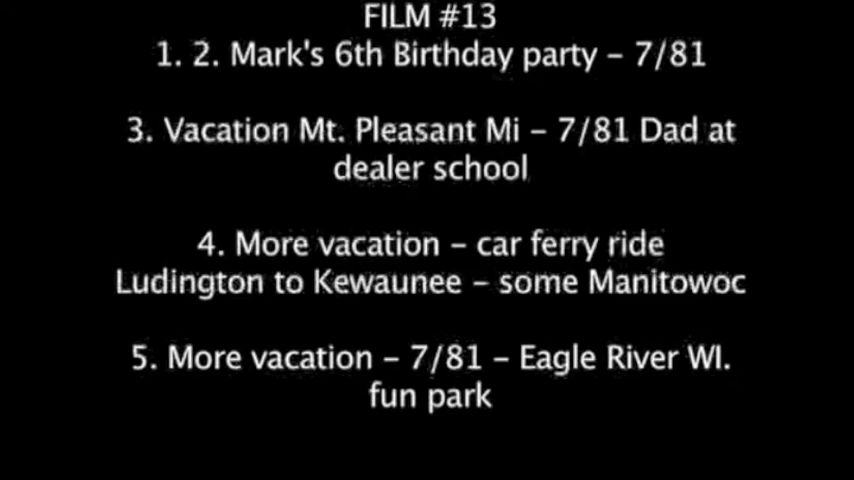 FILM #13
1. 2. Mark's 6th Birthday party – 7/81
3. Vacation Mt. Pleasant Mi – 7/81 Dad at
dealer school
4. More vacation – car ferry ride
Ludington to Kewaunee – some Manitowoc
5. More vacation – 7/81 – Eagle River WI.
fun park